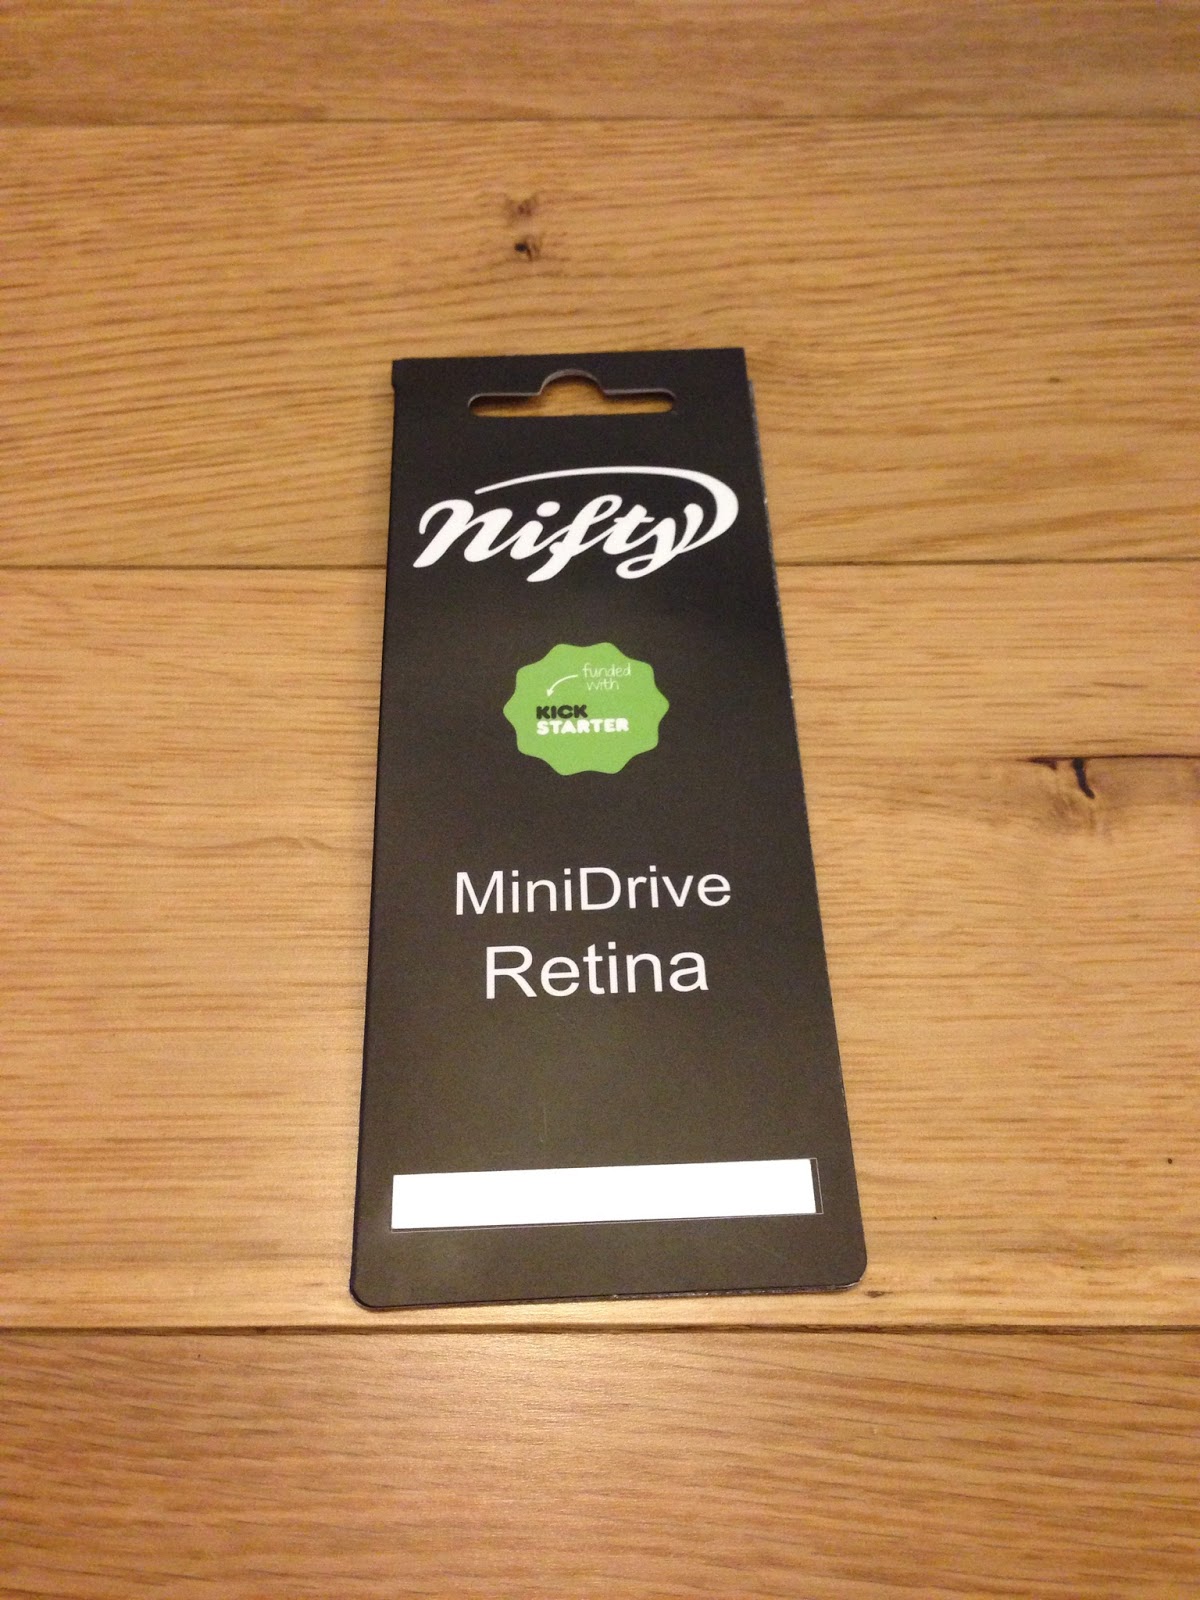 nifty
funded
with
KICK
STARTER
MiniDrive
Retina